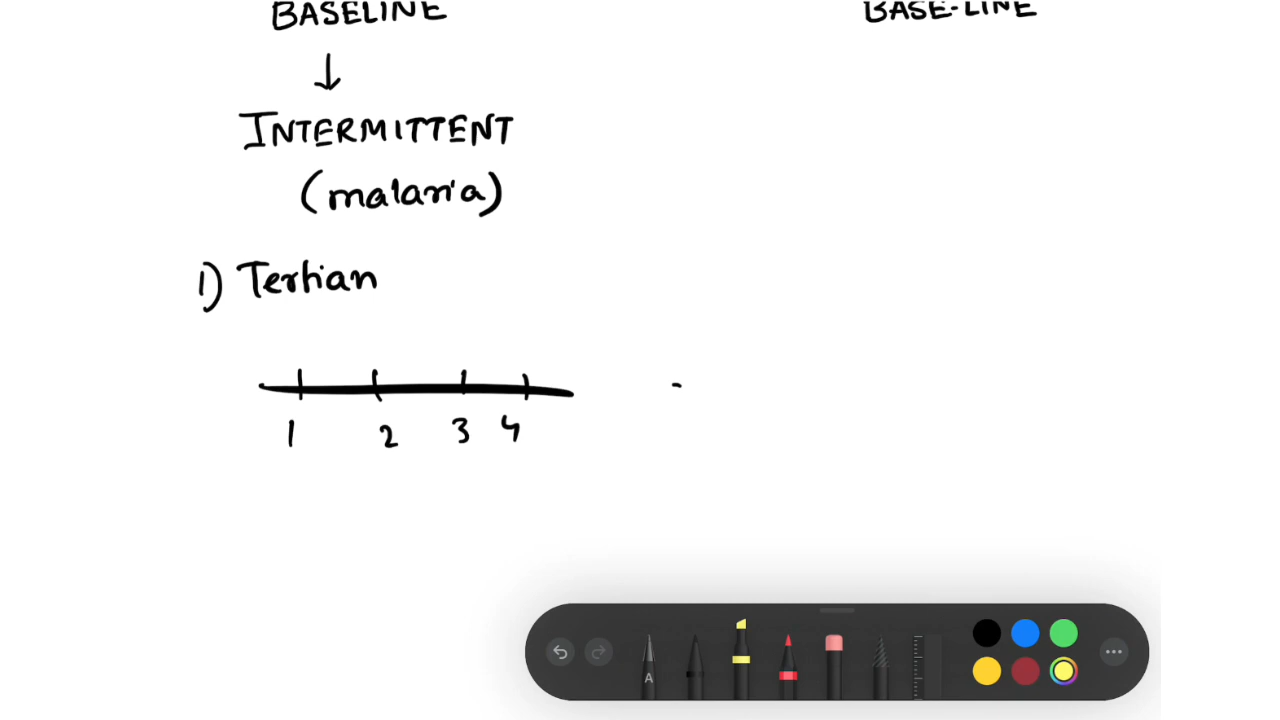 BASELINE
BASE-LINE
INTERMITTENT
(malaria)
1) Tertian
1 2 3 4
A